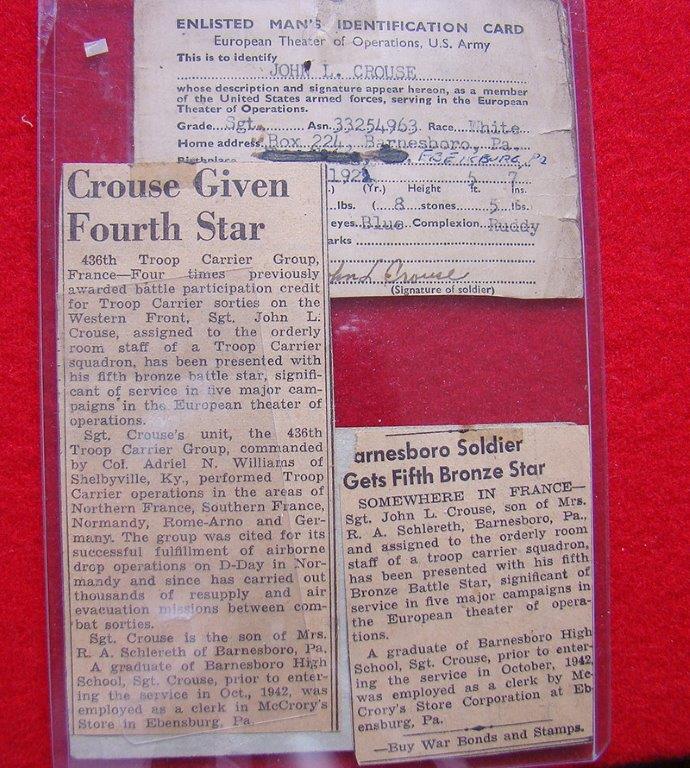 ENLISTED MAN'S IDENTIFICATION CARD
European Theater of Operations, U.S. Army
This is to identify
JOHN L. CROUSE
whose description and signature appear hereon, as a member
of the United States armed forces, serving in the European
Theater of Operations.
Grade Sgt. Asn. 33254963 Race White
Home address Box 224, Barnesboro, Pa.
Birthplace
(Yr.) Height 5 ft. 7 ins.
lbs. ( 8 stones 5 lbs.
eyes Blue Complexion Ruddy
arks
hn L Crouse
(Signature of soldier)
Crouse Given
Fourth Star
436th Troop Carrier Group,
France—Four times previously
awarded battle participation credit
for Troop Carrier sorties on the
Western Front, Sgt. John L.
Crouse, assigned to the orderly
room staff of a Troop Carrier
squadron, has been presented with
his fifth bronze battle star, signifi-
cant of service in five major cam-
paigns in the European theater of
operations.
Sgt. Crouse's unit, the 436th
Troop Carrier Group, commanded
by Col. Adriel N. Williams of
Shelbyville, Ky., performed Troop
Carrier operations in the areas of
Northern France, Southern France,
Normandy, Rome-Arno and Ger-
many. The group was cited for its
successful fulfillment of airborne
drop operations on D-Day in Nor-
mandy and since has carried out
thousands of resupply and air
evacuation missions between com-
bat sorties.
Sgt. Crouse is the son of Mrs.
R. A. Schlereth of Barnesboro, Pa.
A graduate of Barnesboro High
School, Sgt. Crouse, prior to enter-
ing the service in Oct., 1942, was
employed as a clerk in McCrory's
Store in Ebensburg, Pa.
arnesboro Soldier
Gets Fifth Bronze Star
SOMEWHERE IN FRANCE—
Sgt. John L. Crouse, son of Mrs.
R. A. Schlereth, Barnesboro, Pa.,
and assigned to the orderly room
staff of a troop carrier squadron,
has been presented with his fifth
Bronze Battle Star, significant of
service in five major campaigns in
the European theater of opera-
tions.
A graduate of Barnesboro High
School, Sgt. Crouse, prior to enter-
ing the service in October, 1942,
was employed as a clerk by Mc-
Crory's Store Corporation at Eb
ensburg, Pa.
—Buy War Bonds and Stamps.